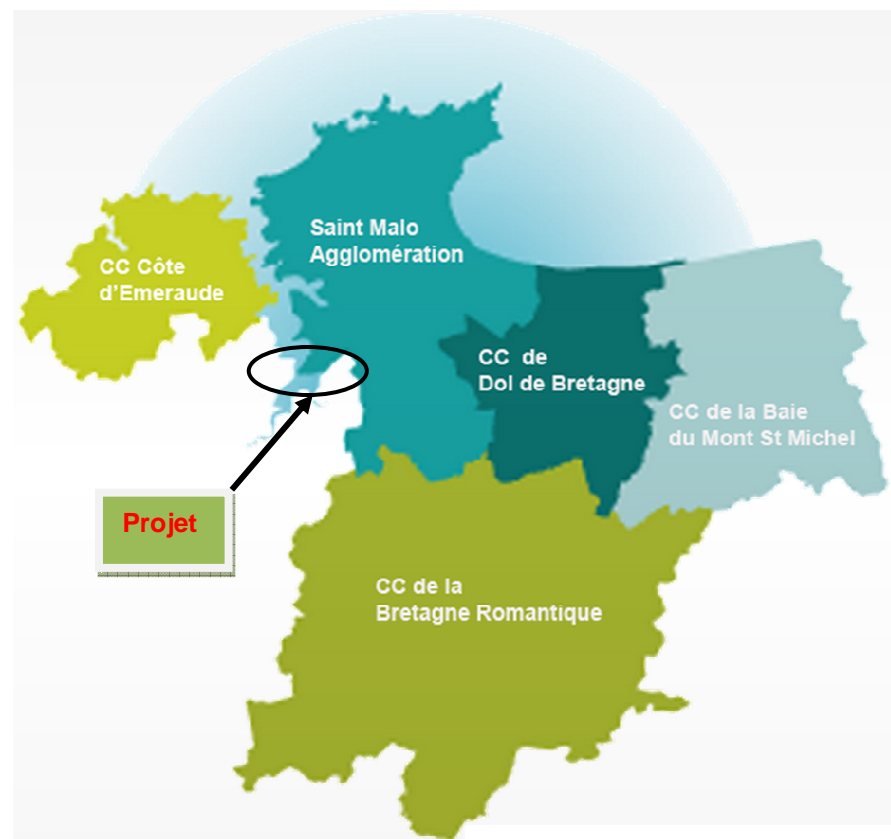 Saint Malo
Agglomération
CC Côte
d'Emeraude
CC de
Dol de Bretagne
CC de la Baie
du Mont St Michel
Projet
CC de la
Bretagne Romantique